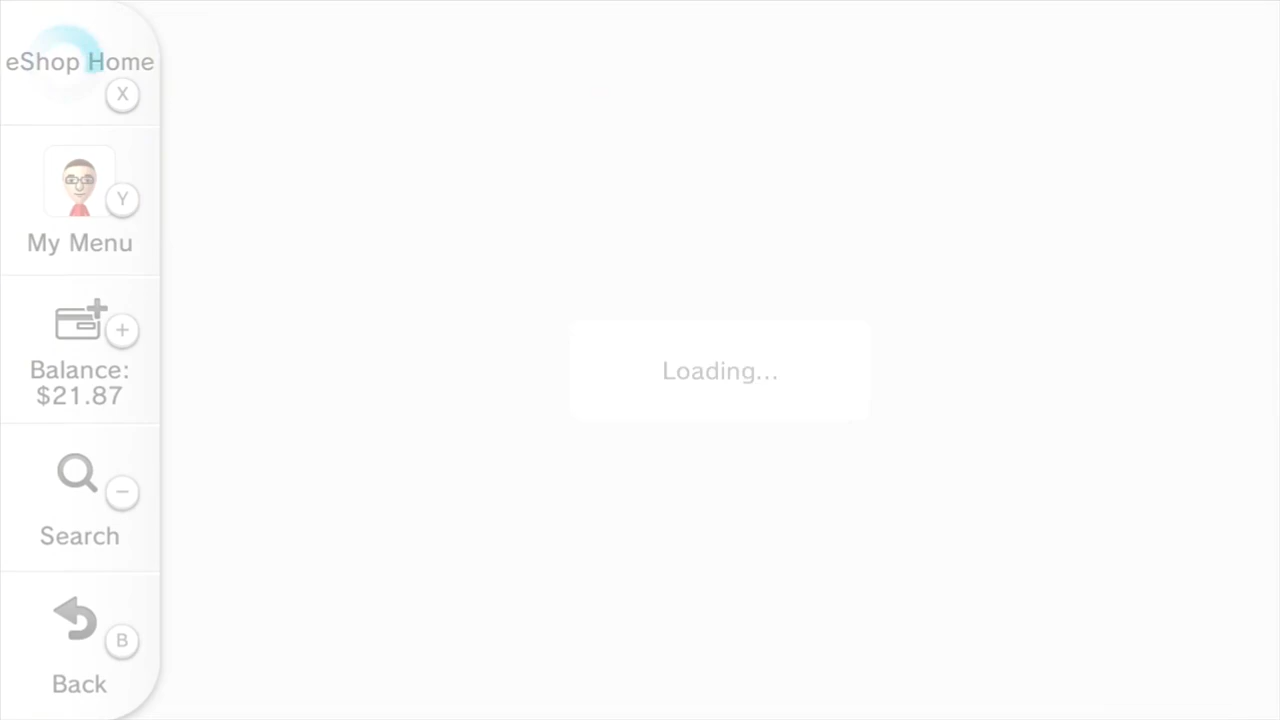 eShop Home
X
Y
My Menu
+
Balance:
$21.87
−
Search
B
Back
Loading...